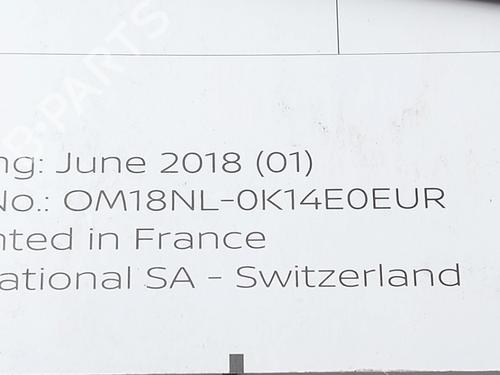 ng: June 2018 (01)
No.: OM18NL-0K14E0EUR
nted in France
ational SA - Switzerland